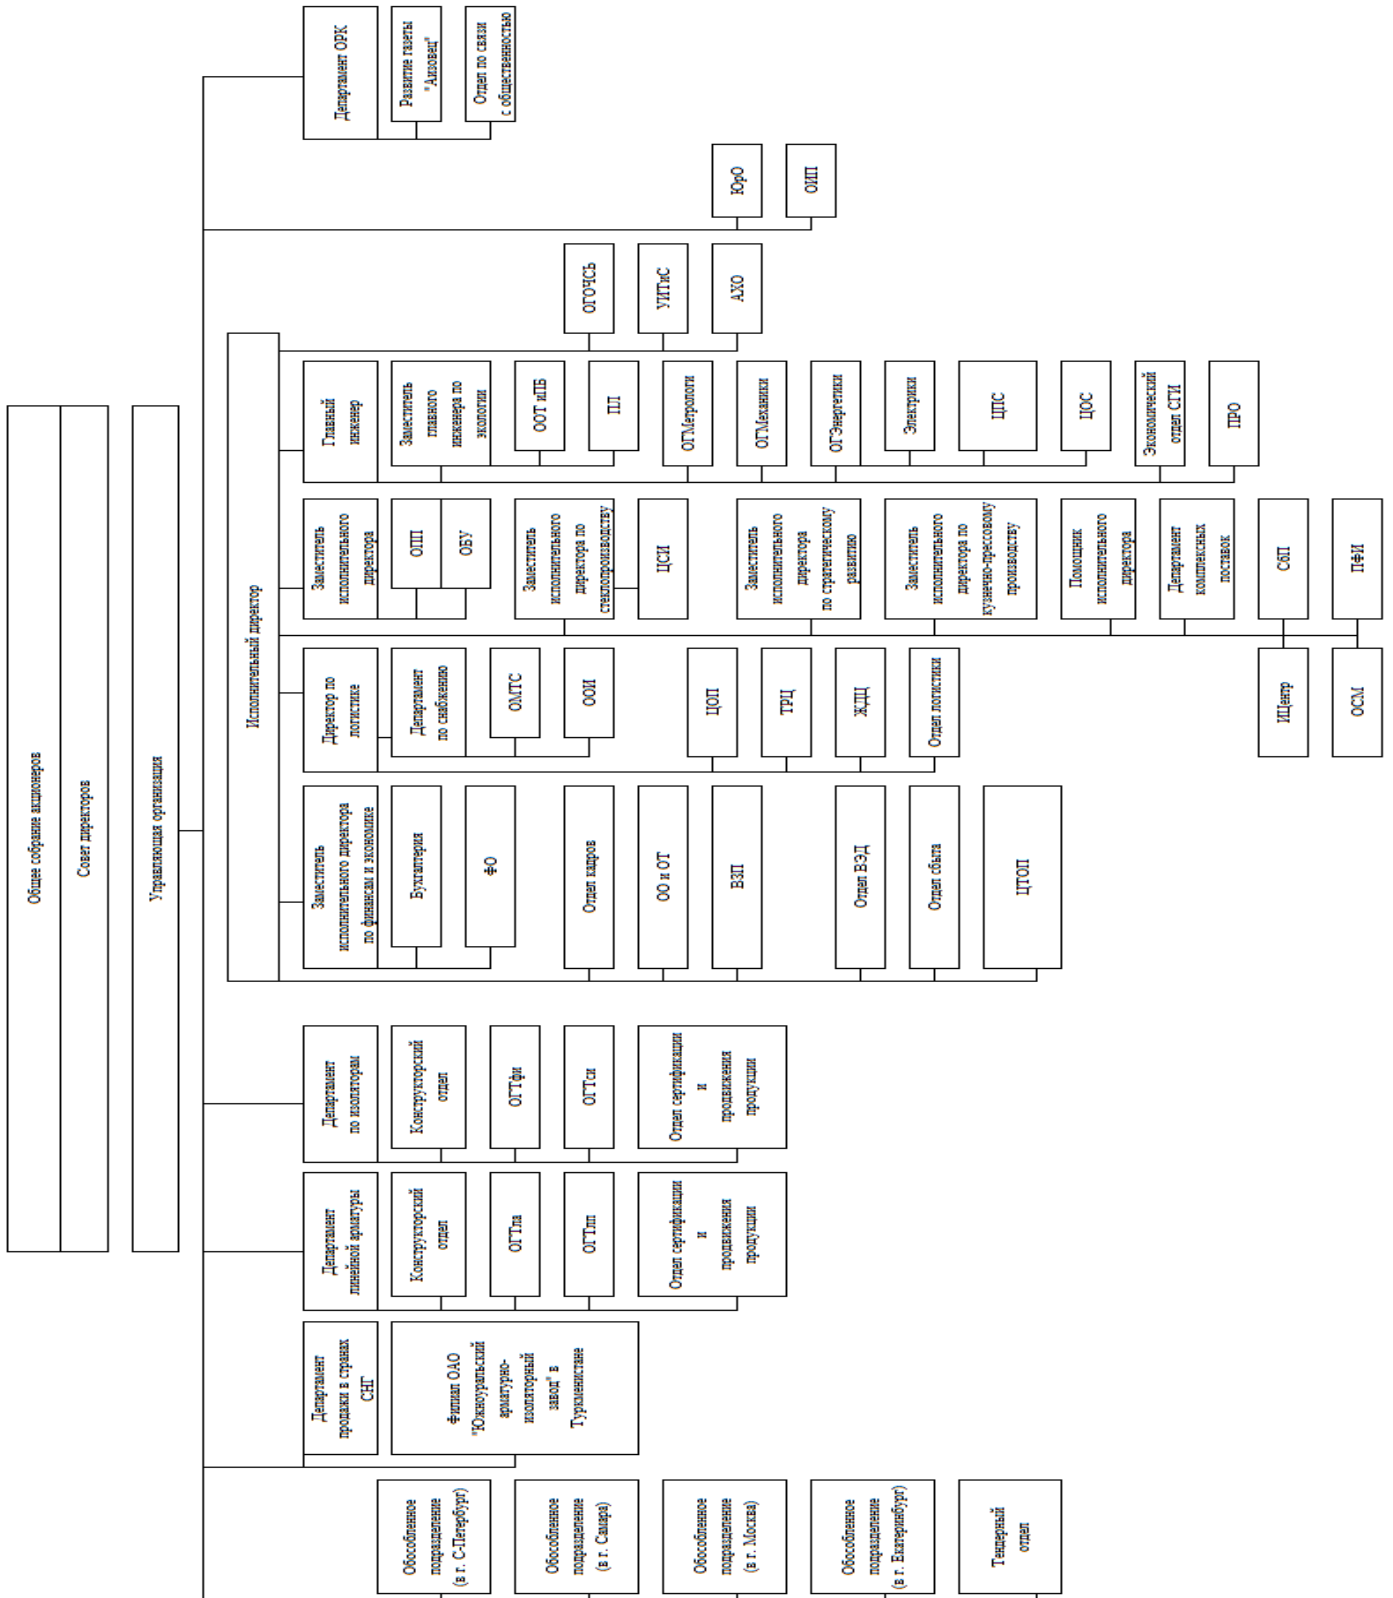 Общее собрание акционеров
Совет директоров
Управляющая организация
Исполнительный директор
Обособленное
подразделение
(в г. С-Петербург)
Обособленное
подразделение
(в г. Самара)
Обособленное
подразделение
(в г. Москва)
Обособленное
подразделение
(в г. Екатеринбург)
Тендерный
отдел
Департамент
продажи в странах
СНГ
Филиал ОАО
"Южноуральский
арматурно-
изоляторный
завод" в
Туркменистане
Департамент
линейной арматуры
Конструкторский
отдел
ОГТла
ОГТлп
Отдел сертификации
и
продвижения
продукции
Департамент
по изоляторам
Конструкторский
отдел
ОГТфи
ОГТси
Отдел сертификации
и
продвижения
продукции
Заместитель
исполнительного директора
по финансам и экономике
Бухгалтерия
ФО
Отдел кадров
ОО и ОТ
ВЗП
Отдел ВЭД
Отдел сбыта
ЦТОП
Директор по
логистике
Департамент
по снабжению
ОМТС
ООИ
ЦОП
ТРЦ
ЖДЦ
Отдел логистики
ИЦентр
ОСМ
Заместитель
исполнительного
директора
ОПП
ОБУ
Заместитель
исполнительного
директора по
стеклопроизводству
ЦСИ
Заместитель
исполнительного
директора
по стратегическому
развитию
Заместитель
исполнительного
директора по
кузнечно-прессовому
производству
Помощник
исполнительного
директора
Департамент
комплексных
поставок
СбП
ПФИ
Главный
инженер
Заместитель
главного
инженера по
экологии
ООТ иПБ
ПЛ
ОГМетрологи
ОГМеханики
ОГЭнергетики
Электрики
ЦПС
ЦОС
Экономический
отдел СГИ
ПРО
ОГОЧСЬ
УИТиС
АХО
ЮрО
ОИП
Департамент ОРК
Развитие газеты
"Аизовец"
Отдел по связи
с общественностью